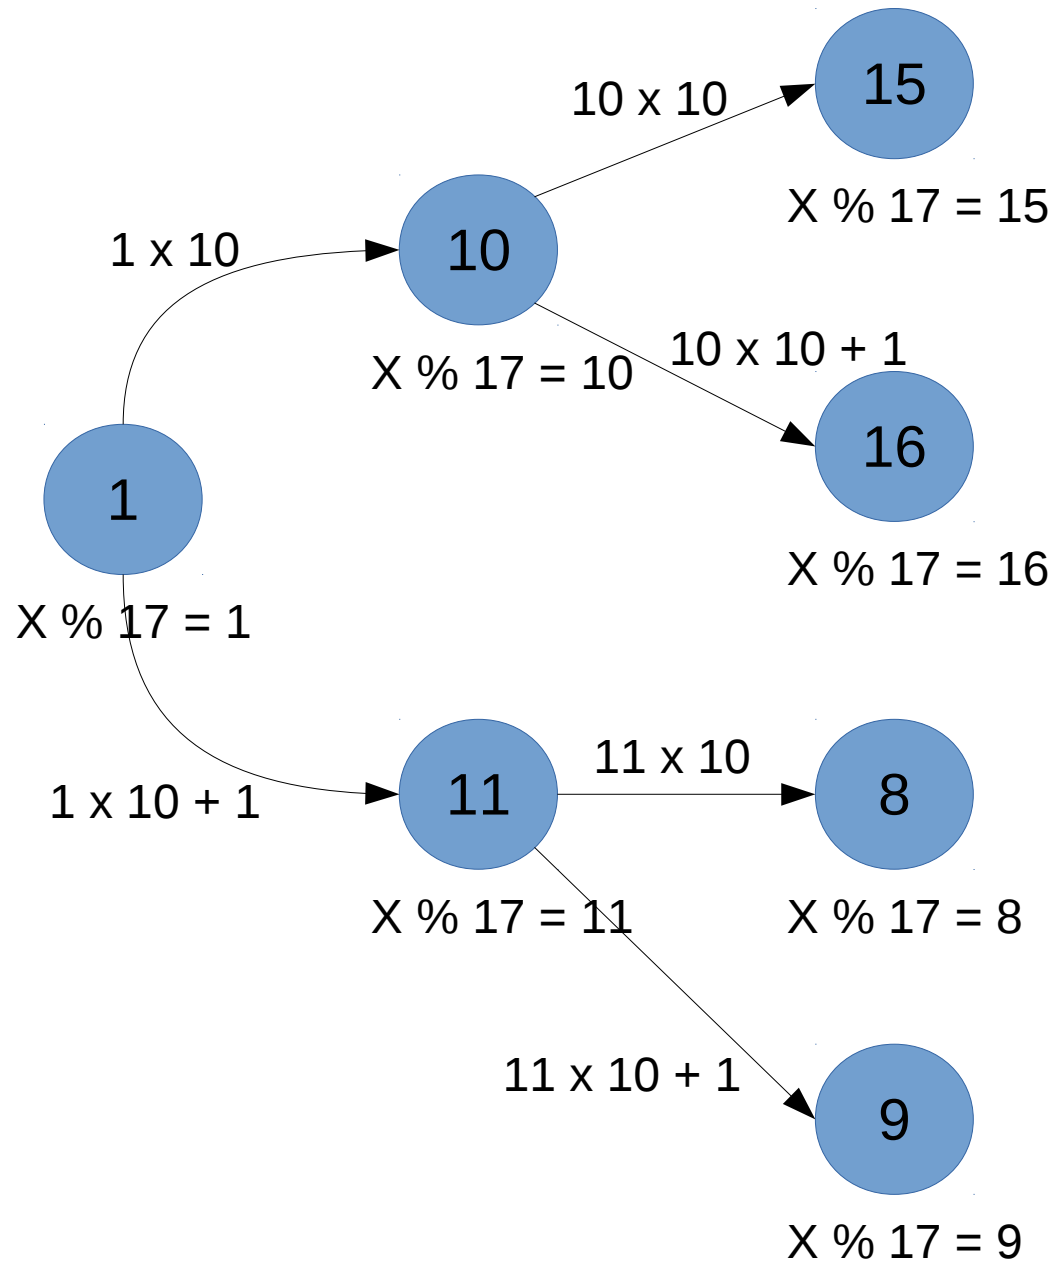 15
10 x 10
X % 17 = 15
1 x 10
10
10 x 10 + 1
X % 17 = 10
16
1
X % 17 = 16
X % 17 = 1
11 x 10
1 x 10 + 1
11
8
X % 17 = 11
X % 17 = 8
11 x 10 + 1
9
X % 17 = 9